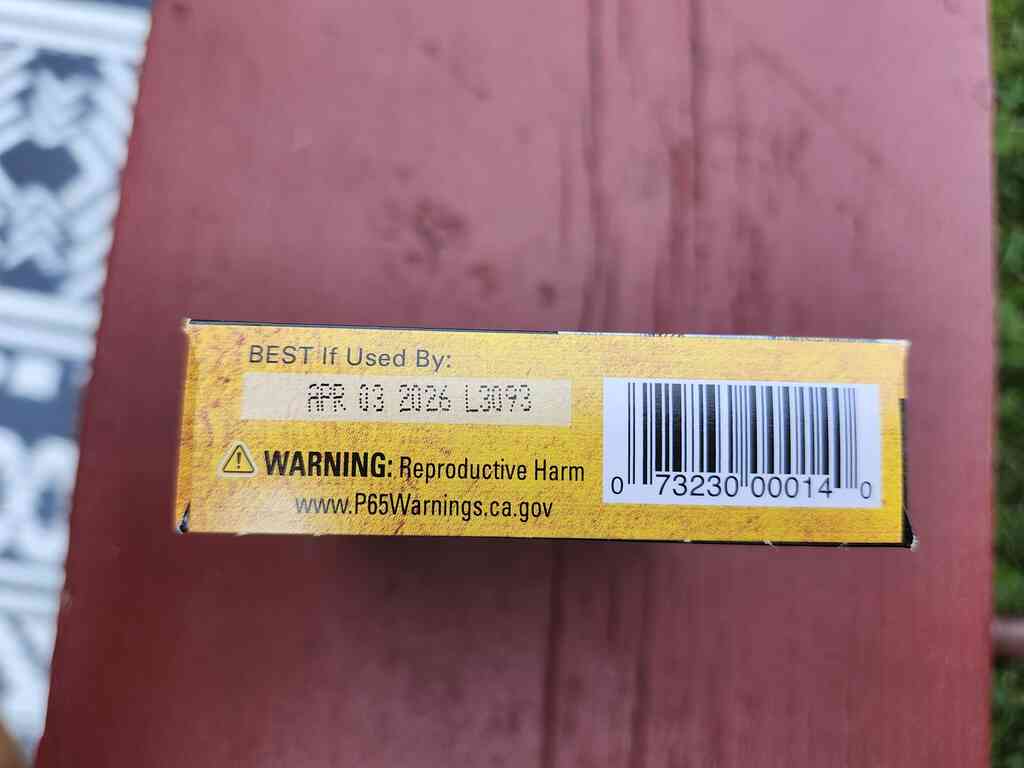 BEST If Used By:
APR 03 2026 L3093
WARNING: Reproductive Harm
www.P65Warnings.ca.gov
0 73230 00014 0